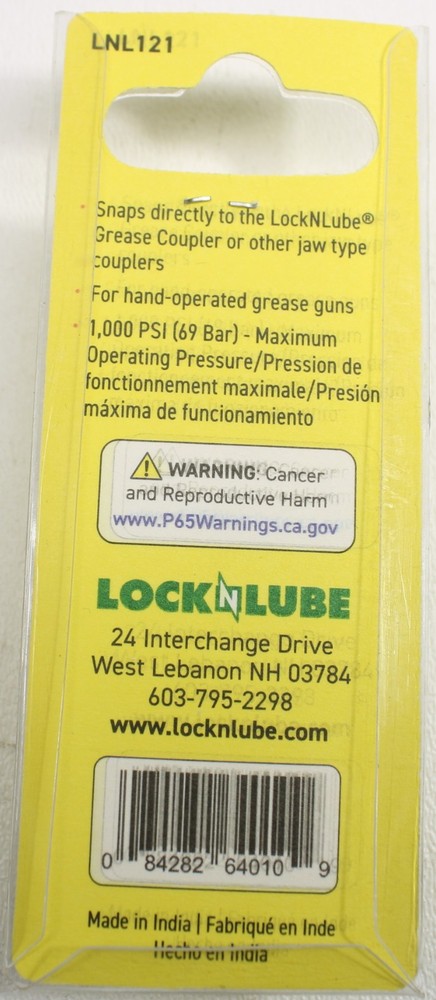 LNL121
• Snaps directly to the LockNLube®
Grease Coupler or other jaw type
couplers
• For hand-operated grease guns
• 1,000 PSI (69 Bar) - Maximum
Operating Pressure/Pression de
fonctionnement maximale/Presión
máxima de funcionamiento
WARNING: Cancer
and Reproductive Harm
www.P65Warnings.ca.gov
LOCKNLUBE
24 Interchange Drive
West Lebanon NH 03784
603-795-2298
www.locknlube.com
0 84282 64010 9
Made in India | Fabriqué en Inde
Hecho en India